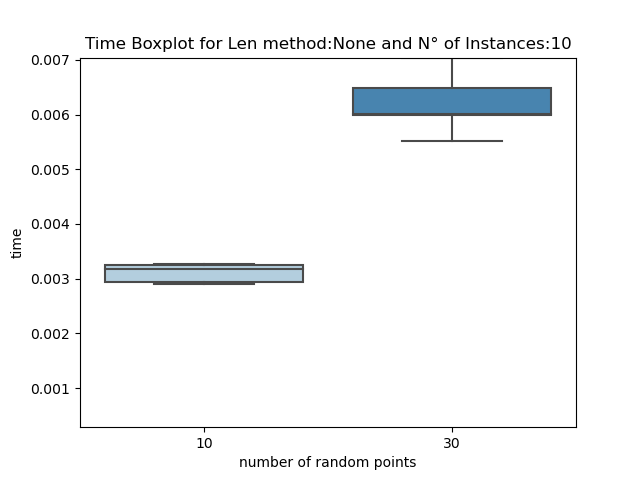 Time Boxplot for Len method:None and N° of Instances:10
0.007
0.006
0.005
0.004
0.003
0.002
0.001
time
10 30
number of random points